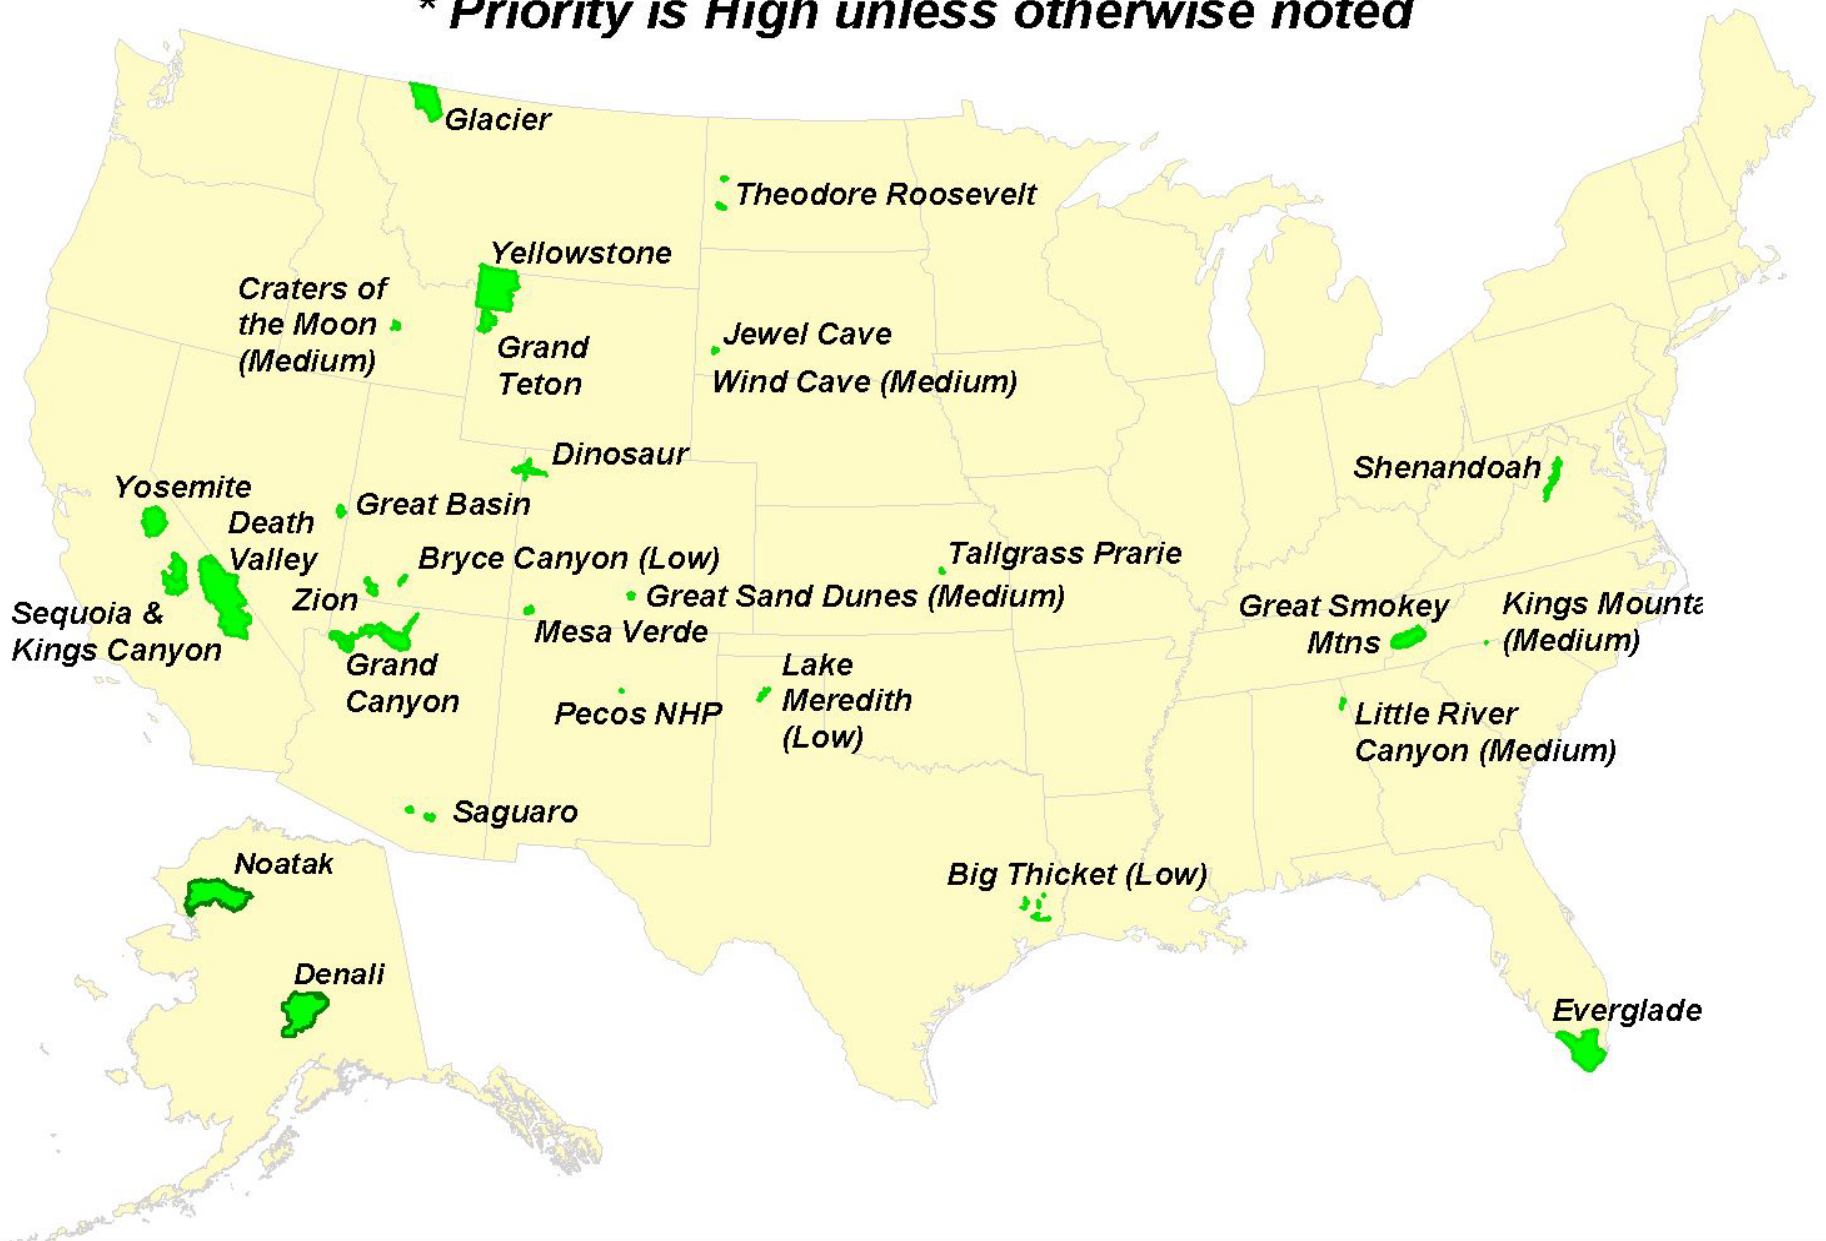 * Priority is High unless otherwise noted
Glacier
Theodore Roosevelt
Yellowstone
Craters of
the Moon
(Medium)
Grand
Teton
Jewel Cave
Wind Cave (Medium)
Dinosaur
Shenandoah
Yosemite
Great Basin
Death
Valley
Bryce Canyon (Low)
Tallgrass Prarie
Zion
Great Sand Dunes (Medium)
Sequoia &
Kings Canyon
Mesa Verde
Great Smokey
Mtns
Kings Mounta
(Medium)
Grand
Canyon
Pecos NHP
Lake
Meredith
(Low)
Little River
Canyon (Medium)
Saguaro
Noatak
Big Thicket (Low)
Denali
Everglade